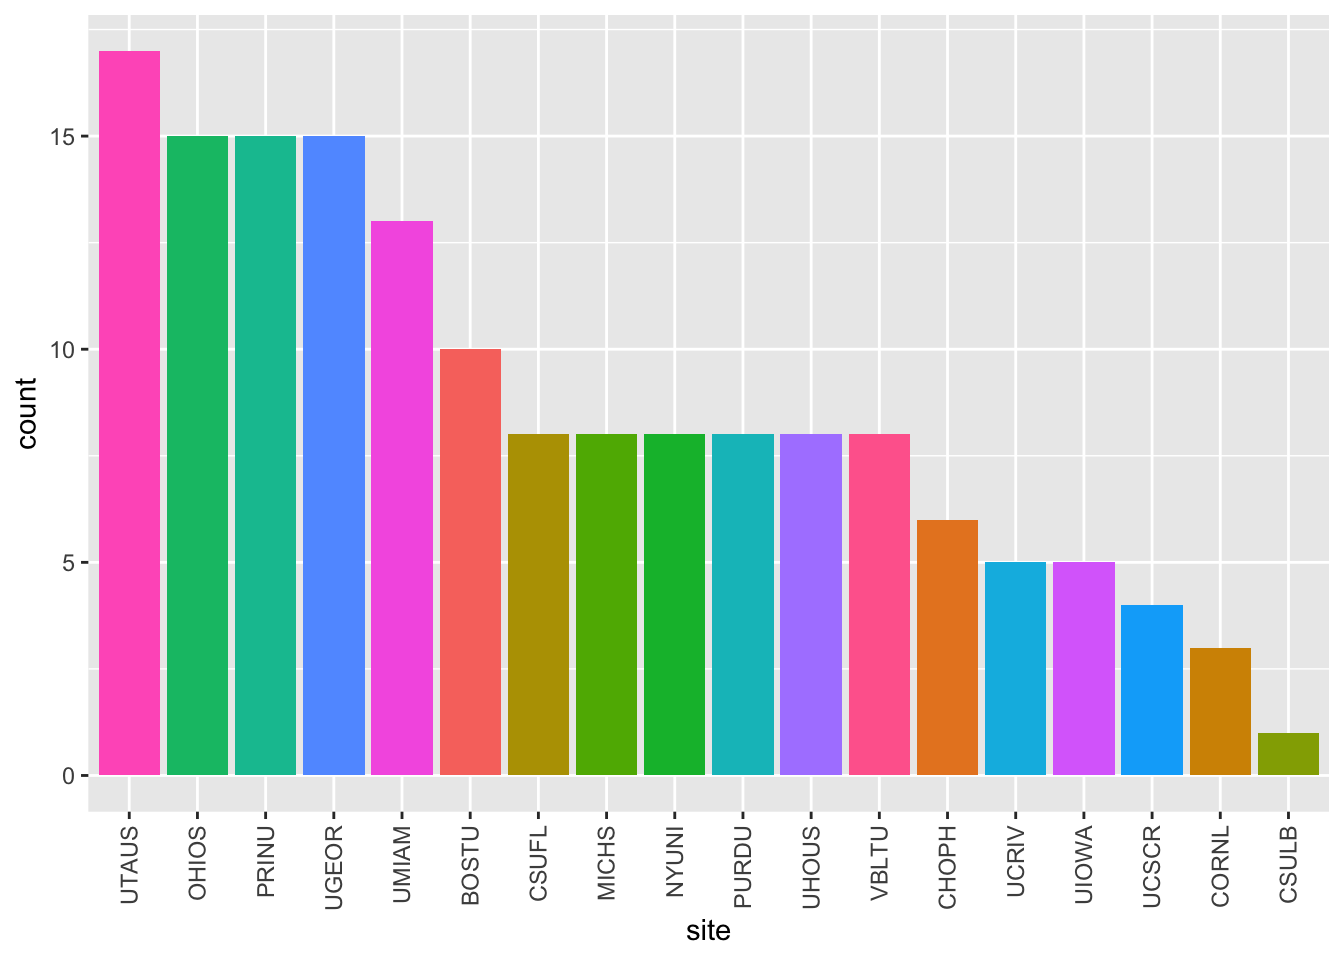 15
10
5
0
count
UTAUS
OHIOS
PRINU
UGEOR
UMIAM
BOSTU
CSUFL
MICHS
NYUNI
PURDU
UHOUS
VBLTU
CHOPH
UCRIV
UIOWA
UCSCR
CORNL
CSULB
site